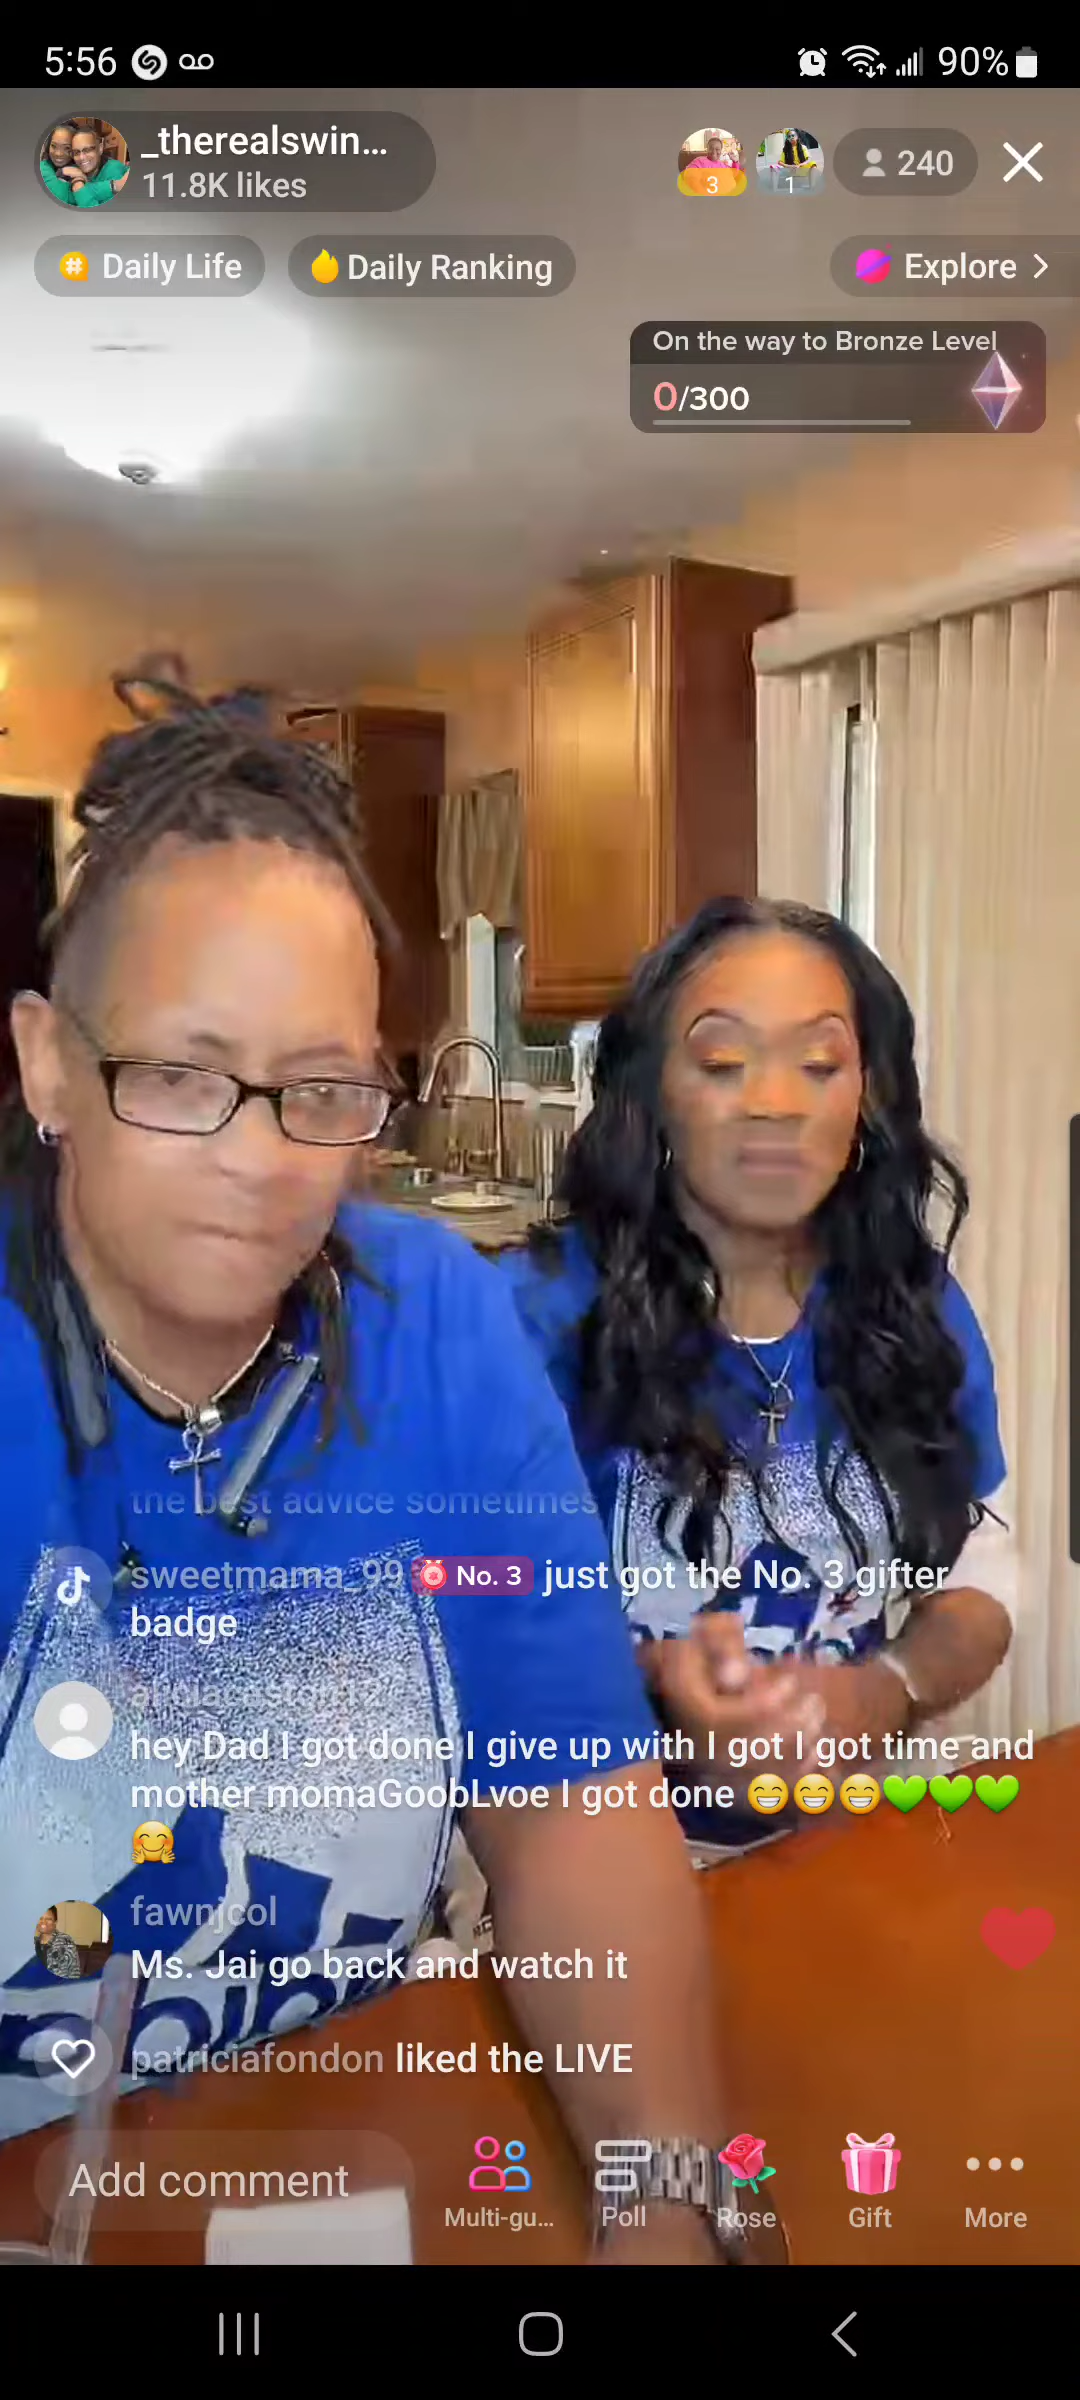 5:56
90%
_therealswin...
11.8K likes
3
1
240
Daily Life
Daily Ranking
Explore >
On the way to Bronze Level
0/300
the best advice sometimes
sweetmama_99 No. 3 just got the No. 3 gifter
badge
hey Dad I got done I give up with I got I got time and
mother momaGoobLvoe I got done 😁😁😁💚💚💚
🤗
fawnjcol
Ms. Jai go back and watch it
patriciafondon liked the LIVE
Add comment
Multi-gu...
Poll
Rose
Gift
More